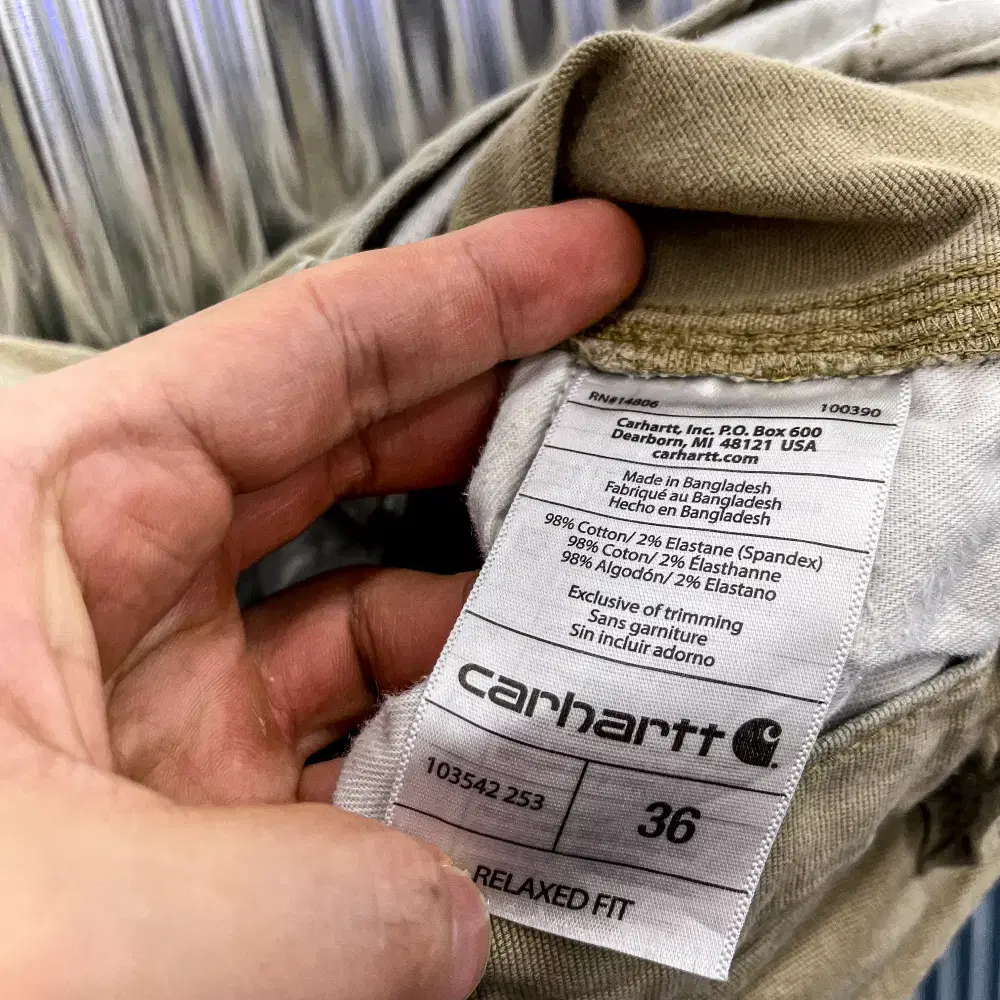 RN#14806 100390
Carhartt, Inc. P.O. Box 600
Dearborn, MI 48121 USA
carhartt.com
Made in Bangladesh
Fabriqué au Bangladesh
Hecho en Bangladesh
98% Cotton/ 2% Elastane (Spandex)
98% Coton/ 2% Élasthanne
98% Algodón/ 2% Elastano
Exclusive of trimming
Sans garniture
Sin incluir adorno
carhartt
103542 253 36
RELAXED FIT